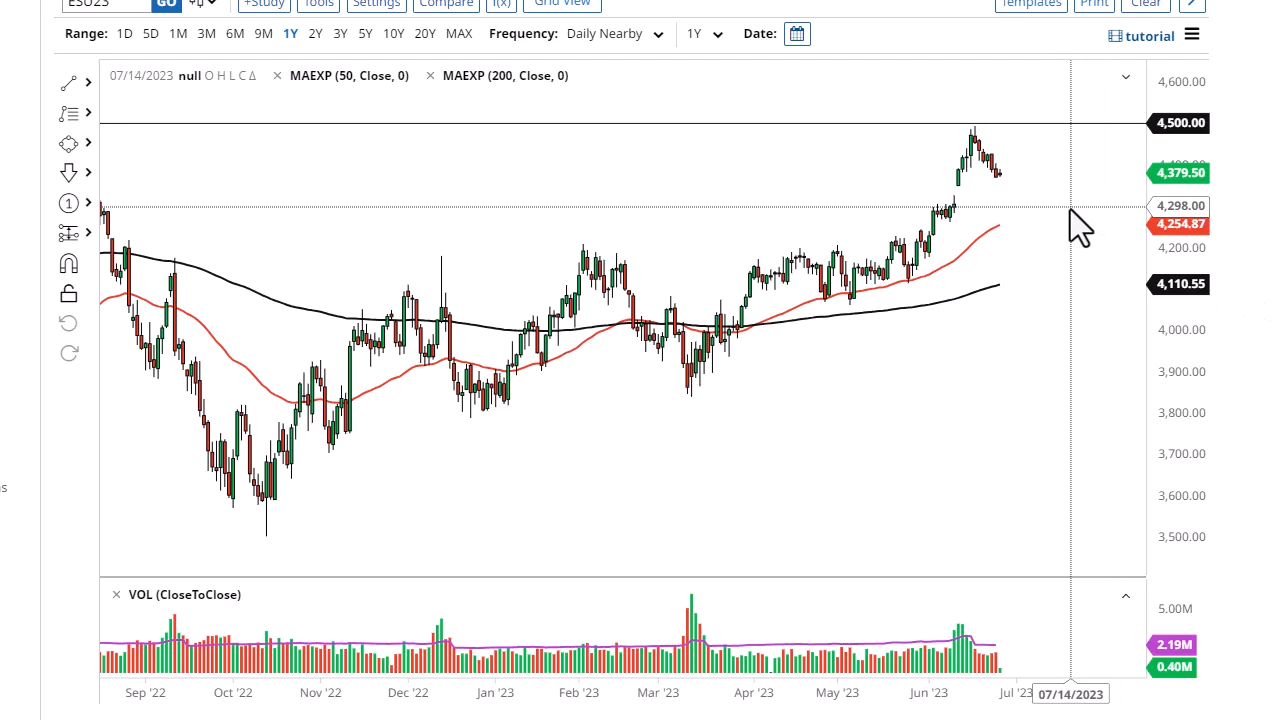 ESU23 GO +Study Tools Settings Compare f(x) Grid View Templates Print Clear
Range: 1D 5D 1M 3M 6M 9M 1Y 2Y 3Y 5Y 10Y 20Y MAX Frequency: Daily Nearby 1Y Date: tutorial
07/14/2023 null O H L C Δ MAEXP (50, Close, 0) MAEXP (200, Close, 0)
4,600.00
4,500.00
4,379.50
4,298.00
4,254.87
4,200.00
4,110.55
4,000.00
3,900.00
3,800.00
3,700.00
3,600.00
3,500.00
1
VOL (CloseToClose)
5.00M
2.19M
0.40M
Sep '22 Oct '22 Nov '22 Dec '22 Jan '23 Feb '23 Mar '23 Apr '23 May '23 Jun '23 Jul '23 07/14/2023